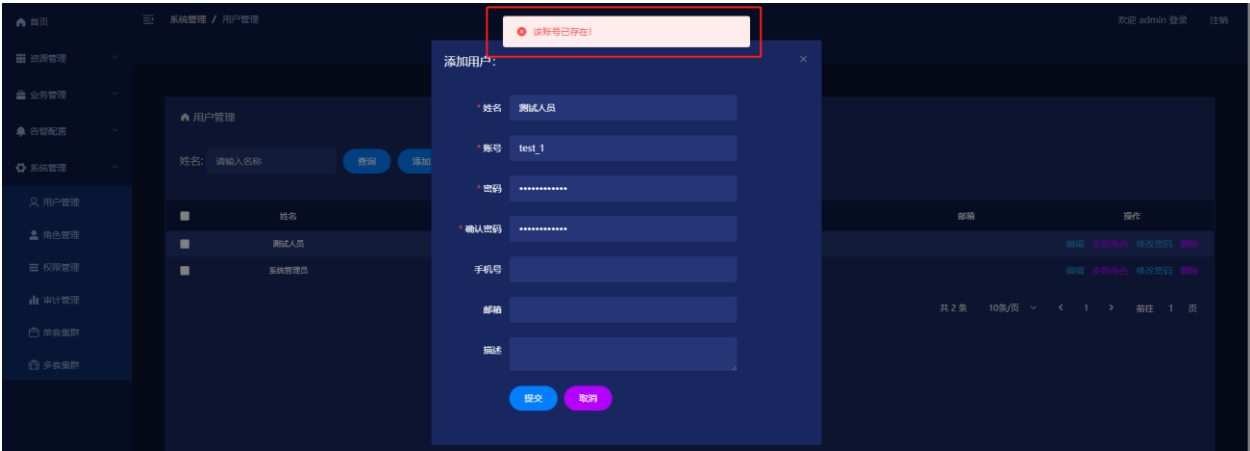 首页
系统管理 / 用户管理
该账号已存在!
欢迎 admin 登录 注销
资源管理
业务管理
告警配置
系统管理
用户管理
角色管理
权限管理
审计管理
单套集群
多套集群
用户管理
姓名: 请输入名称 查询 添加
姓名 邮箱 操作
测试人员 编辑 变更角色 修改密码 删除
系统管理员 编辑 变更角色 修改密码 删除
共 2 条 10条/页 < 1 > 前往 1 页
添加用户: ×
*姓名 测试人员
*账号 test_1
*密码 ••••••••••••
*确认密码 ••••••••••••
手机号
邮箱
描述
提交 取消